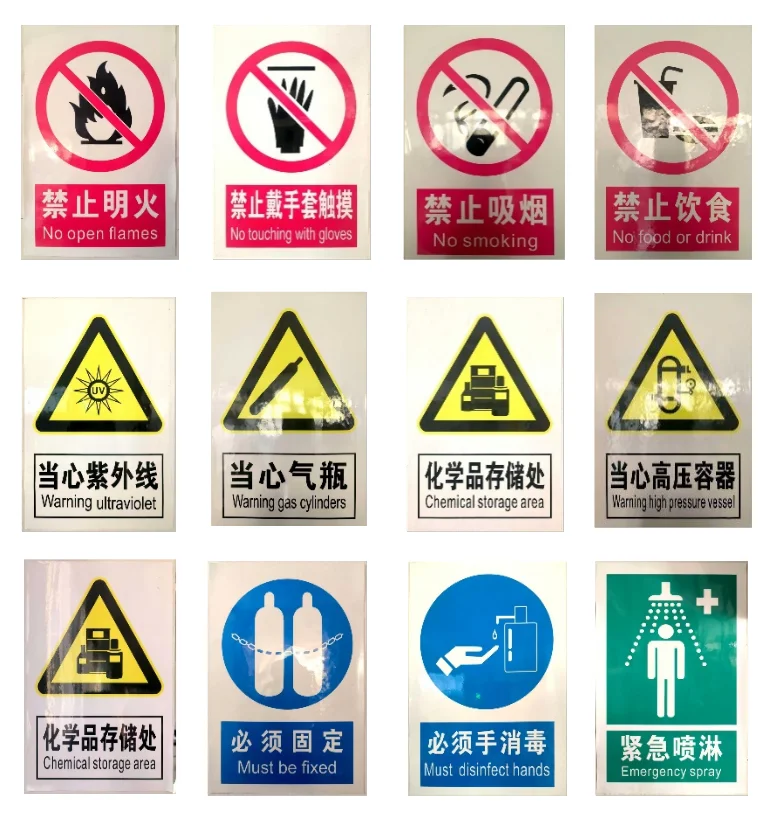 禁止明火
No open flames
禁止戴手套触摸
No touching with gloves
禁止吸烟
No smoking
禁止饮食
No food or drink
UV
当心紫外线
Warning ultraviolet
当心气瓶
Warning gas cylinders
化学品存储处
Chemical storage area
当心高压容器
Warning high pressure vessel
化学品存储处
Chemical storage area
必须固定
Must be fixed
必须手消毒
Must disinfect hands
紧急喷淋
Emergency spray